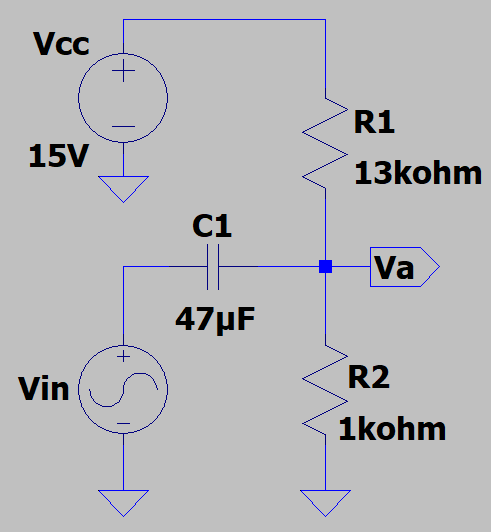 Vcc
15V
R1
13kohm
C1
47µF
Va
Vin
R2
1kohm